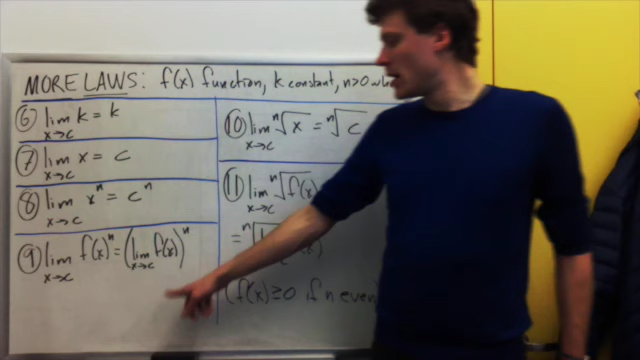 MORE LAWS: f(x) function, k constant, n>0
⑥ lim x→c k = k
⑦ lim x→c x = c
⑧ lim x→c xⁿ = cⁿ
⑨ lim x→c f(x)ⁿ = (lim x→c f(x))ⁿ
⑩ lim x→c ⁿ√x = ⁿ√c
⑪ lim x→c ⁿ√f(x)
= ⁿ√
(f(x) ≥ 0 if n even